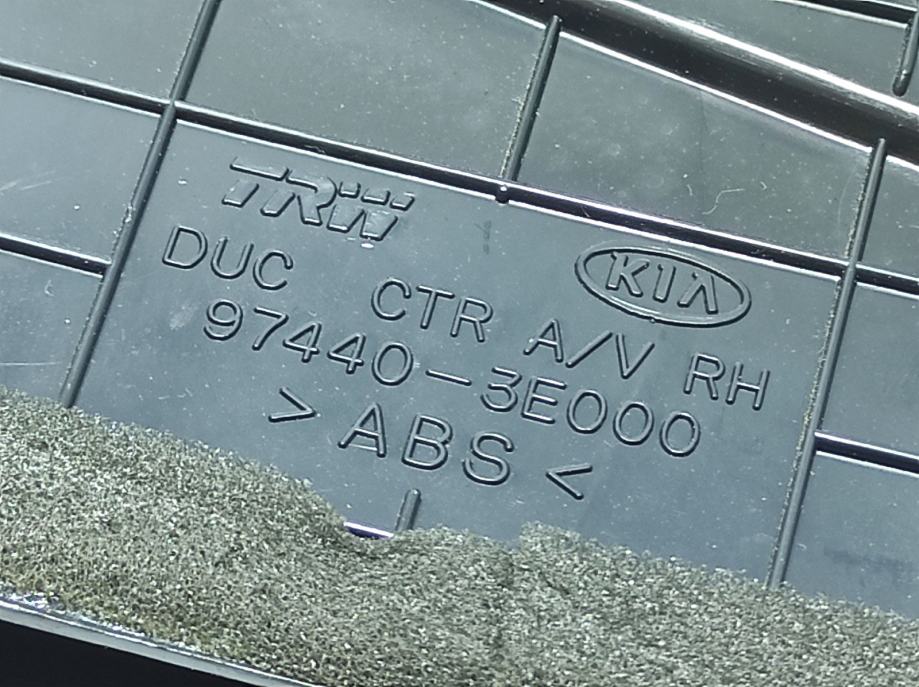 TRW
KIA
DUC CTR A/V RH
97440-3E000
>ABS<